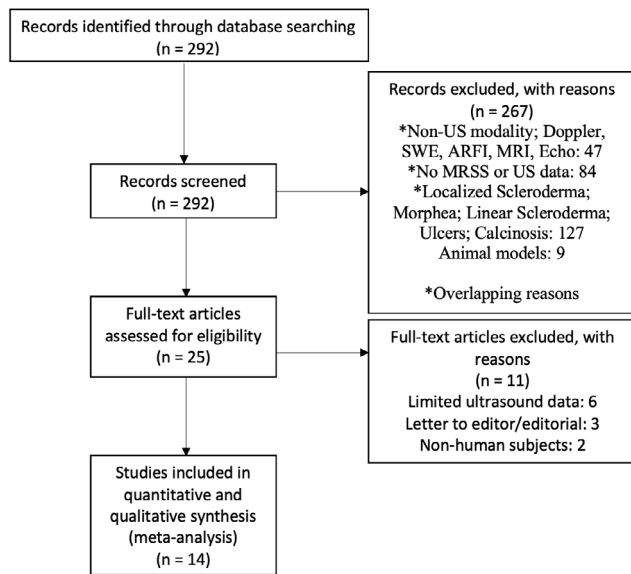 Records identified through database searching
(n = 292)
Records excluded, with reasons
(n = 267)
*Non-US modality; Doppler,
SWE, ARFI, MRI, Echo: 47
*No MRSS or US data: 84
*Localized Scleroderma;
Morphea; Linear Scleroderma;
Ulcers; Calcinosis: 127
Animal models: 9
*Overlapping reasons
Records screened
(n = 292)
Full-text articles
assessed for eligibility
(n = 25)
Full-text articles excluded, with
reasons
(n = 11)
Limited ultrasound data: 6
Letter to editor/editorial: 3
Non-human subjects: 2
Studies included in
quantitative and
qualitative synthesis
(meta-analysis)
(n = 14)